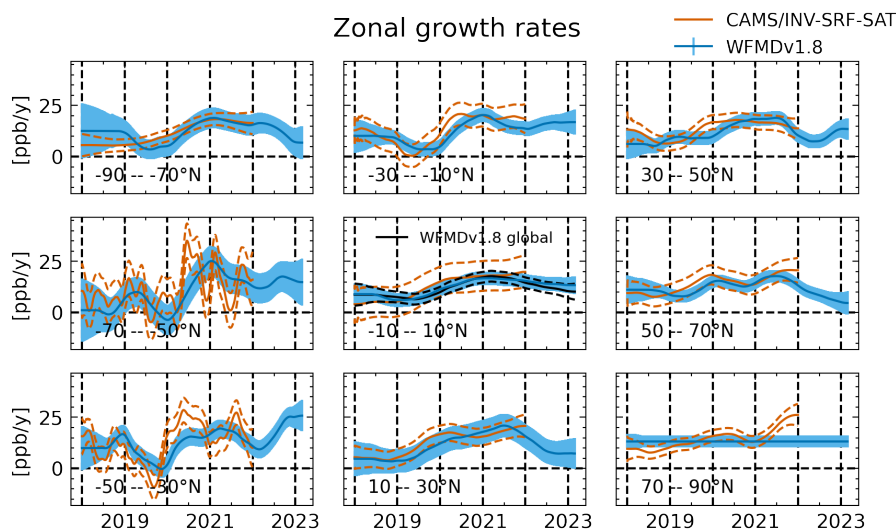 Zonal growth rates
CAMS/INV-SRF-SAT
WFMDv1.8
[ppb/y]
25
0
-90 -- -70°N
-30 -- -10°N
30 -- 50°N
[ppb/y]
25
0
-70 -- -50°N
WFMDv1.8 global
-10 -- 10°N
50 -- 70°N
[ppb/y]
25
0
-50 -- -30°N
10 -- 30°N
70 -- 90°N
2019 2021 2023
2019 2021 2023
2019 2021 2023